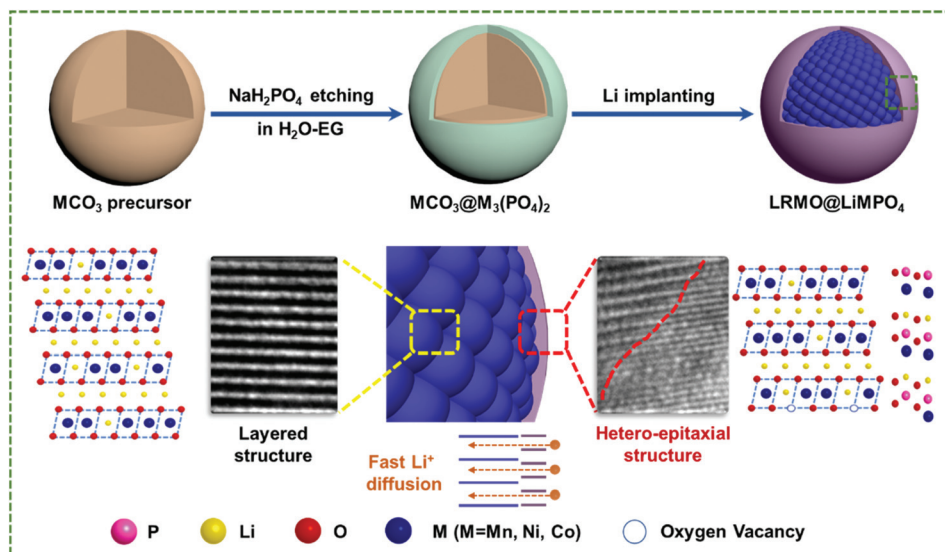 NaH₂PO₄ etching
in H₂O-EG
Li implanting
MCO₃ precursor
MCO₃@M₃(PO₄)₂
LRMO@LiMPO₄
Layered
structure
Fast Li⁺
diffusion
Hetero-epitaxial
structure
P
Li
O
M (M=Mn, Ni, Co)
Oxygen Vacancy